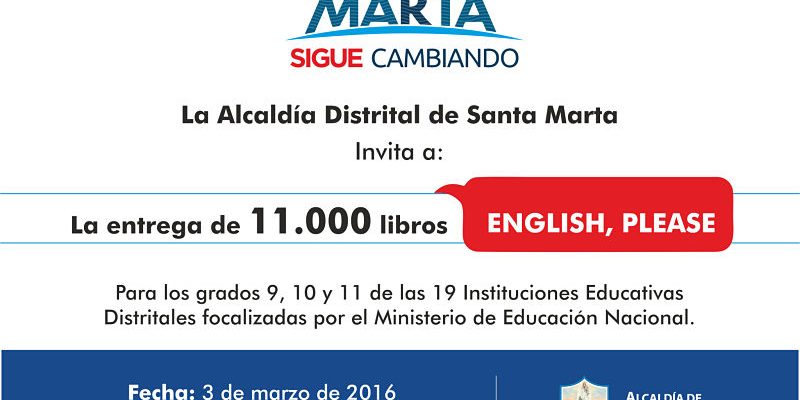 MARTA
SIGUE CAMBIANDO
La Alcaldía Distrital de Santa Marta
Invita a:
La entrega de 11.000 libros ENGLISH, PLEASE
Para los grados 9, 10 y 11 de las 19 Instituciones Educativas
Distritales focalizadas por el Ministerio de Educación Nacional.
Fecha: 3 de marzo de 2016
ALCALDÍA DE